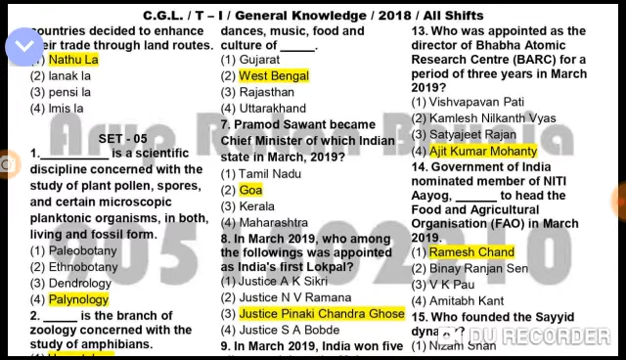 C.G.L. / T – I / General Knowledge / 2018 / All Shifts
countries decided to enhance
their trade through land routes.
(1) Nathu La
(2) lanak la
(3) pensi la
(4) lmis la
SET - 05
1.__________ is a scientific
discipline concerned with the
study of plant pollen, spores,
and certain microscopic
planktonic organisms, in both,
living and fossil form.
(1) Paleobotany
(2) Ethnobotany
(3) Dendrology
(4) Palynology
2. _____ is the branch of
zoology concerned with the
study of amphibians.
dances, music, food and
culture of _____.
(1) Gujarat
(2) West Bengal
(3) Rajasthan
(4) Uttarakhand
7. Pramod Sawant became
Chief Minister of which Indian
state in March, 2019?
(1) Tamil Nadu
(2) Goa
(3) Kerala
(4) Maharashtra
8. In March 2019, who among
the followings was appointed
as India's first Lokpal?
(1) Justice A K Sikri
(2) Justice N V Ramana
(3) Justice Pinaki Chandra Ghose
(4) Justice S A Bobde
9. In March 2019, India won five
13. Who was appointed as the
director of Bhabha Atomic
Research Centre (BARC) for a
period of three years in March
2019?
(1) Vishvapavan Pati
(2) Kamlesh Nilkanth Vyas
(3) Satyajeet Rajan
(4) Ajit Kumar Mohanty
14. Government of India
nominated member of NITI
Aayog, ______ to head the
Food and Agricultural
Organisation (FAO) in March
2019.
(1) Ramesh Chand
(2) Binay Ranjan Sen
(3) V K Pau
(4) Amitabh Kant
15. Who founded the Sayyid
(1) Nizam Shah
DU RECORDER